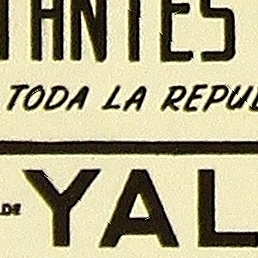 TANTES
TODA LA REPU
DE YAL